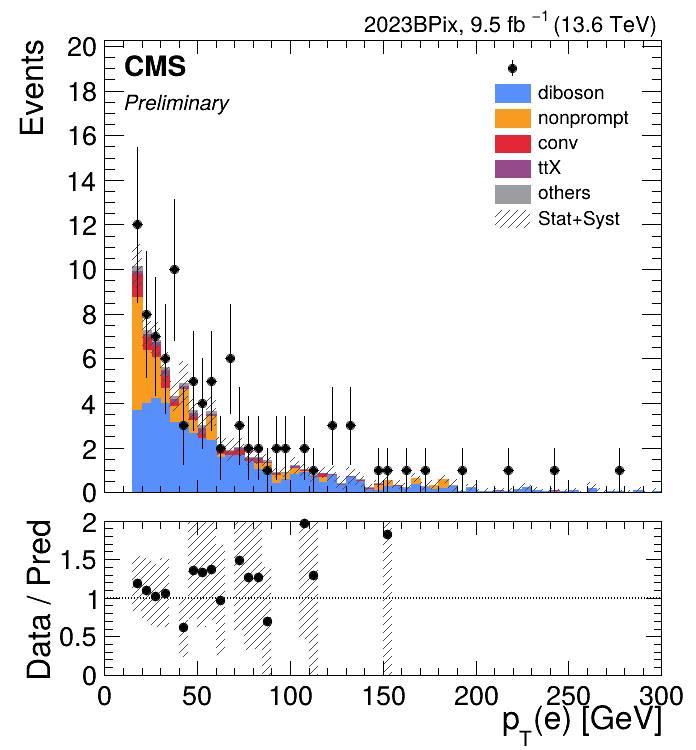 2023BPix, 9.5 fb⁻¹ (13.6 TeV)
CMS
Preliminary
diboson
nonprompt
conv
ttX
others
Stat+Syst
Events
20
18
16
14
12
10
8
6
4
2
0
Data / Pred
2
1.5
1
0.5
0
0 50 100 150 200 250 300
p_T(e) [GeV]